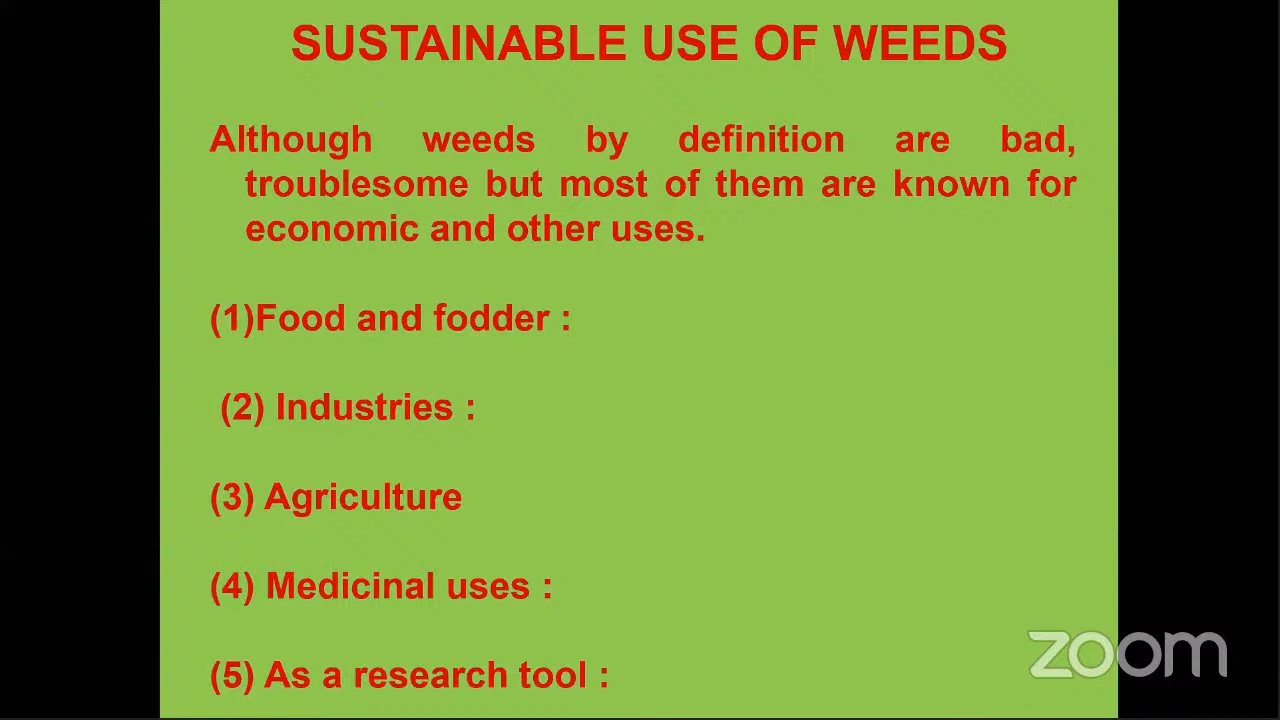 SUSTAINABLE USE OF WEEDS
Although weeds by definition are bad,
troublesome but most of them are known for
economic and other uses.
(1)Food and fodder :
(2) Industries :
(3) Agriculture
(4) Medicinal uses :
(5) As a research tool :
zoom